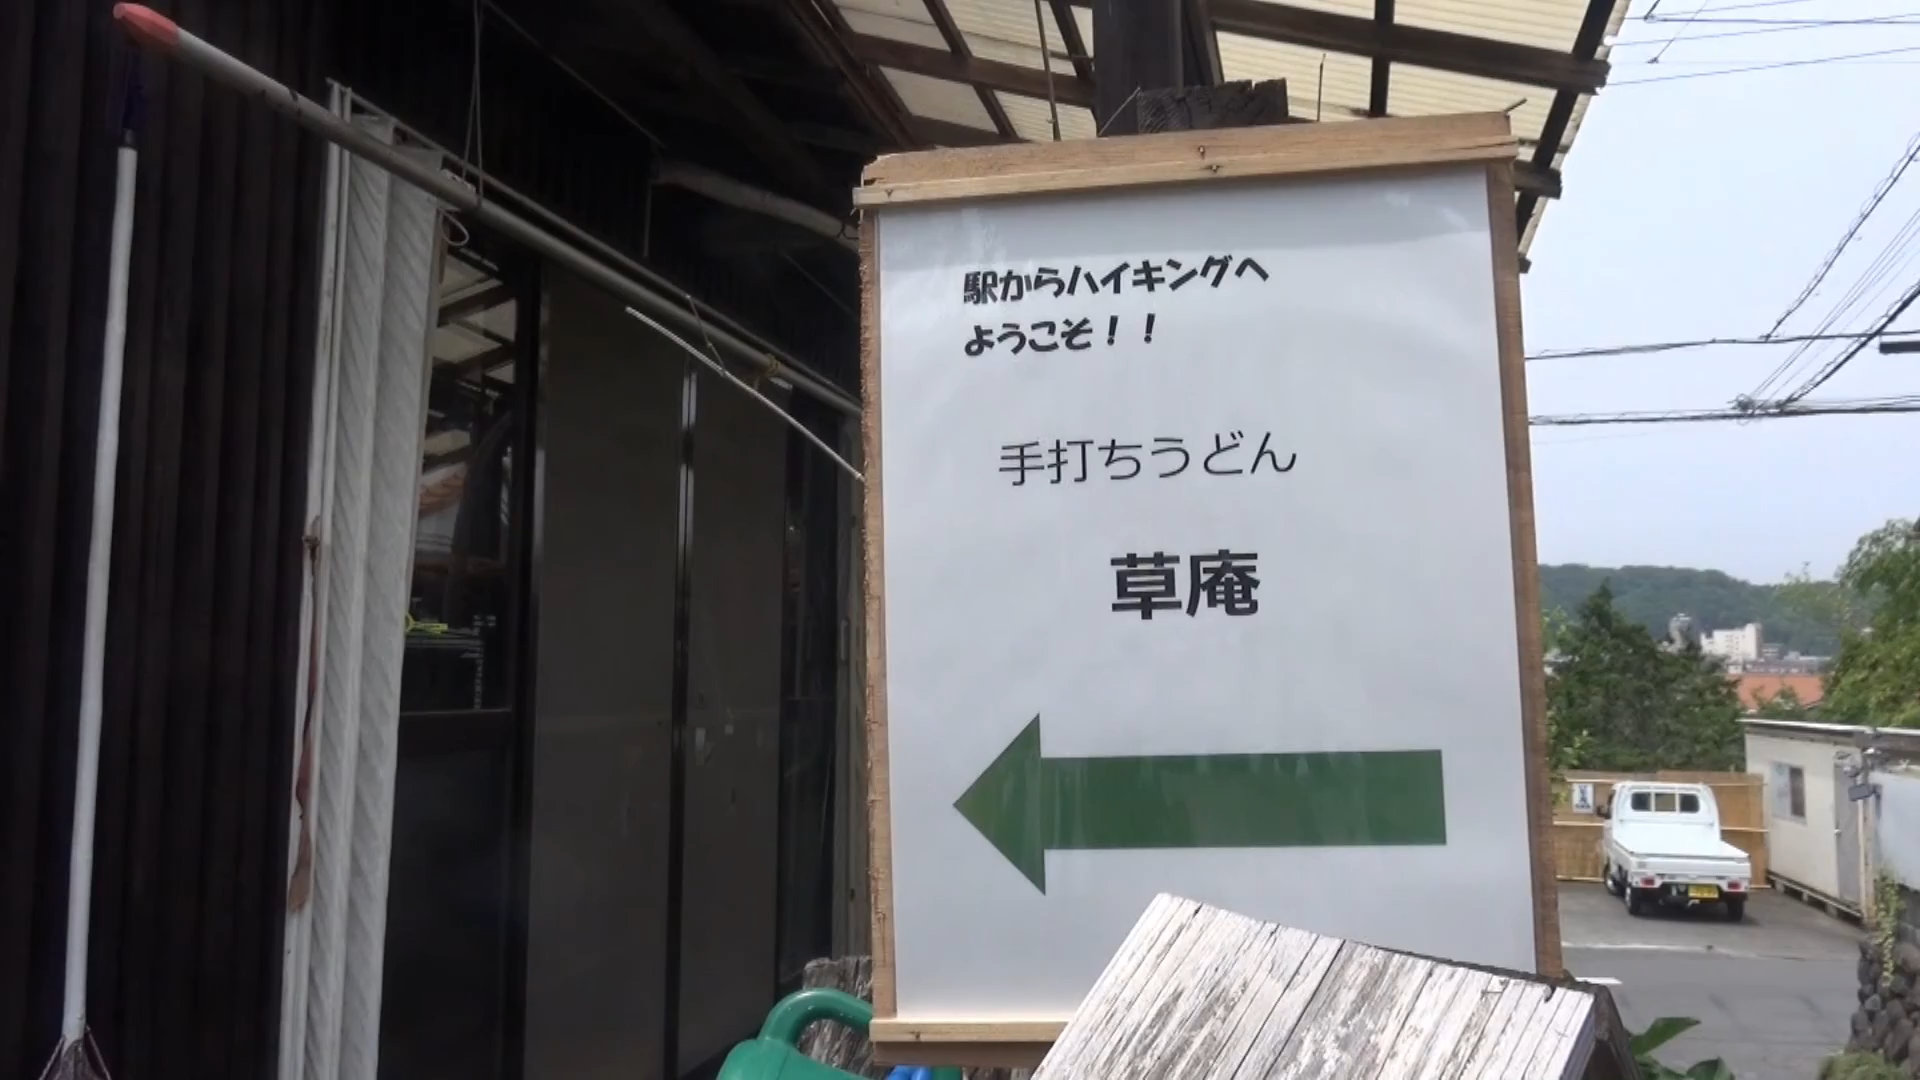 駅からハイキングへ
ようこそ！！
手打ちうどん
草庵